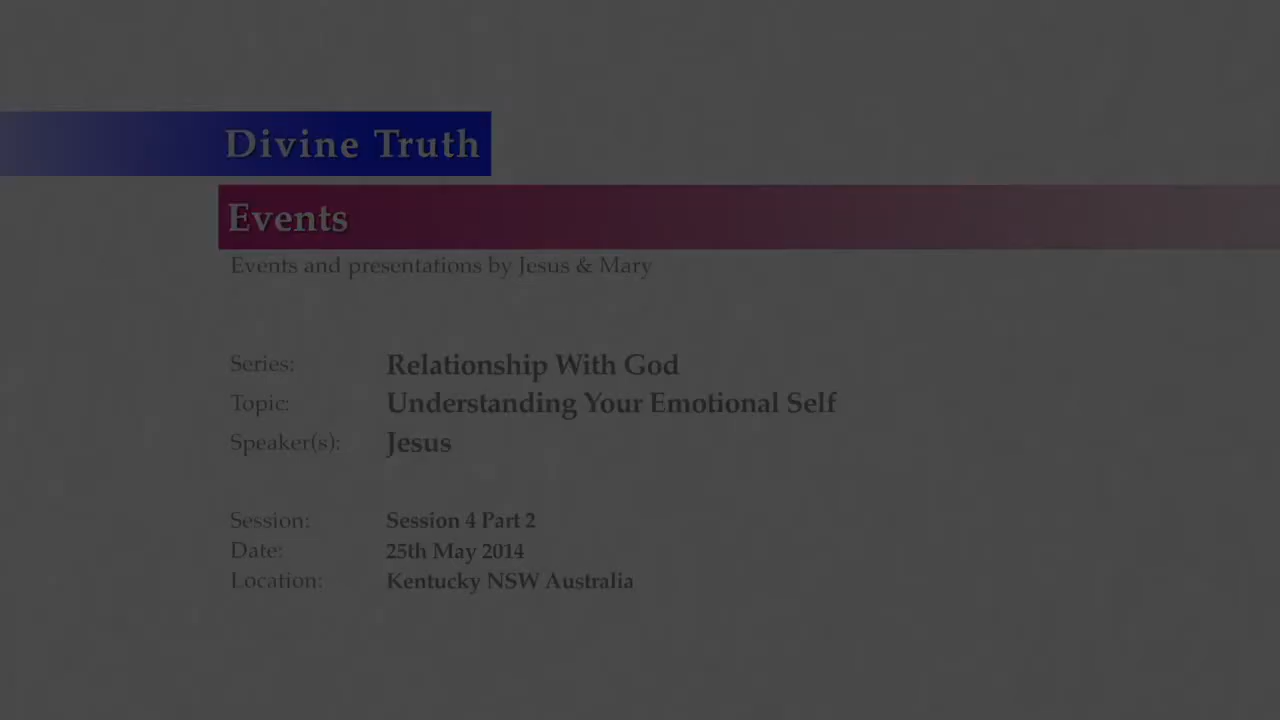 Divine Truth
Events
Events and presentations by Jesus & Mary
Series: Relationship With God
Topic: Understanding Your Emotional Self
Speaker(s): Jesus
Session: Session 4 Part 2
Date: 25th May 2014
Location: Kentucky NSW Australia